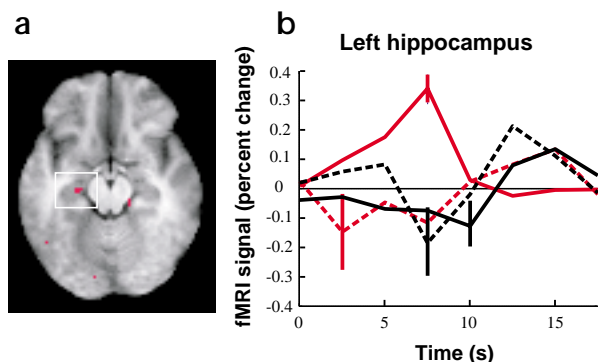 a
b
Left hippocampus
fMRI signal (percent change)
0.4
0.3
0.2
0.1
0
-0.1
-0.2
-0.3
-0.4
0
5
10
15
Time (s)